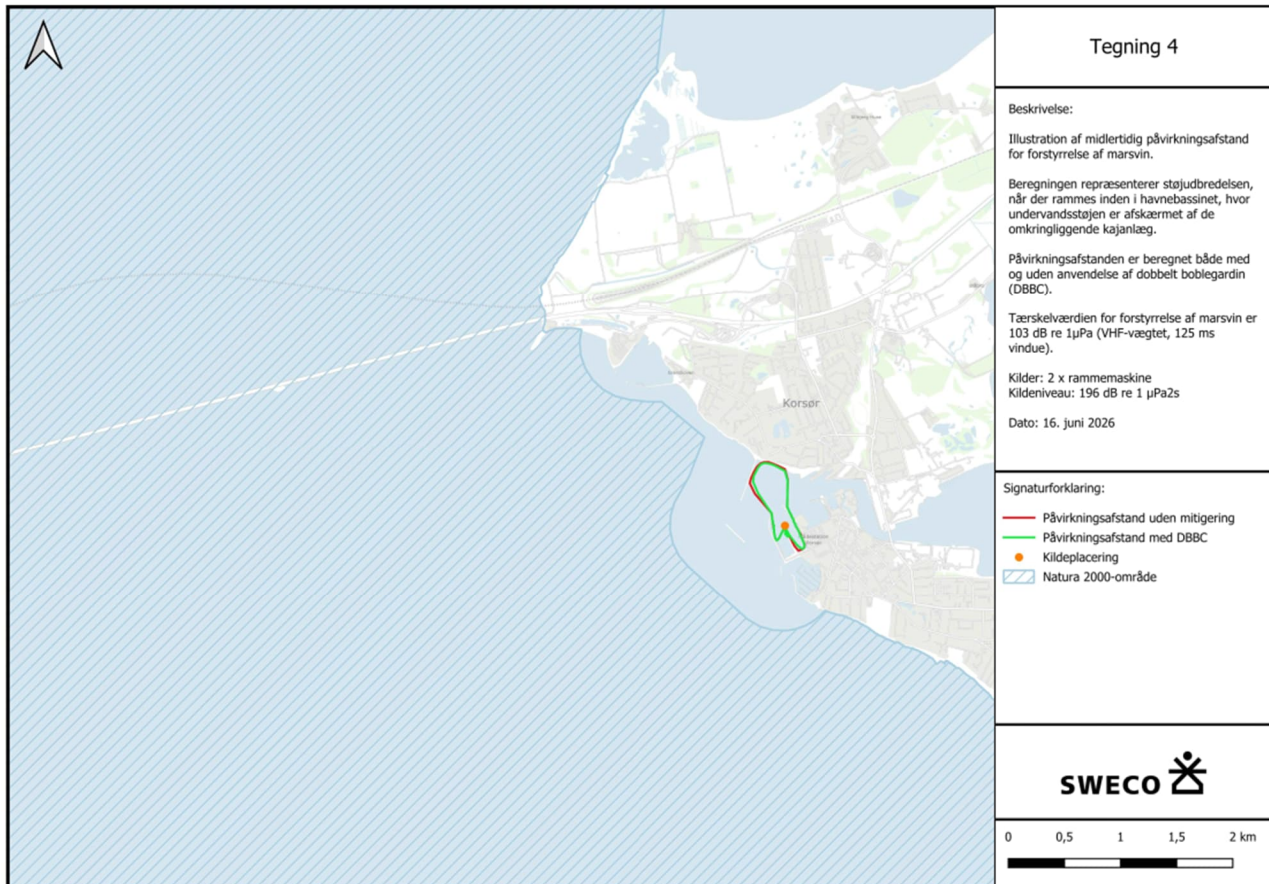 Tegning 4
Beskrivelse:
Illustration af midlertidig påvirkningsafstand
for forstyrrelse af marsvin.
Beregningen repræsenterer støjudbredelsen,
når der rammes inden i havnebassinet, hvor
undervandsstøjen er afskærmet af de
omkringliggende kajanlæg.
Påvirkningsafstanden er beregnet både med
og uden anvendelse af dobbelt boblegardin
(DBBC).
Tærskelværdien for forstyrrelse af marsvin er
103 dB re 1µPa (VHF-vægtet, 125 ms
vindue).
Kilder: 2 x rammemaskine
Kildeniveau: 196 dB re 1 µPa2s
Dato: 16. juni 2026
Signaturforklaring:
Påvirkningsafstand uden mitigering
Påvirkningsafstand med DBBC
Kildeplacering
Natura 2000-område
SWECO
0 0,5 1 1,5 2 km
Korsør